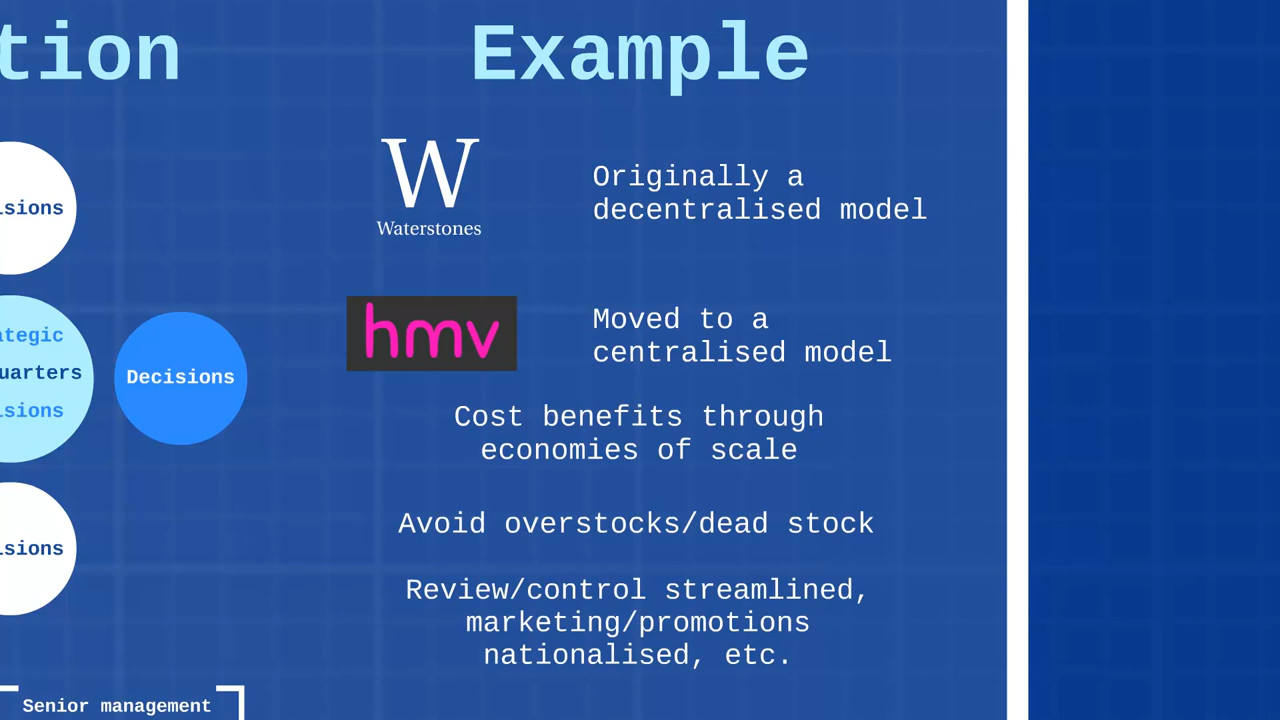 tion
Example
W
Waterstones
Originally a
decentralised model
isions
hmv
Moved to a
centralised model
ategic
uarters
isions
Decisions
Cost benefits through
economies of scale
Avoid overstocks/dead stock
isions
Review/control streamlined,
marketing/promotions
nationalised, etc.
Senior management